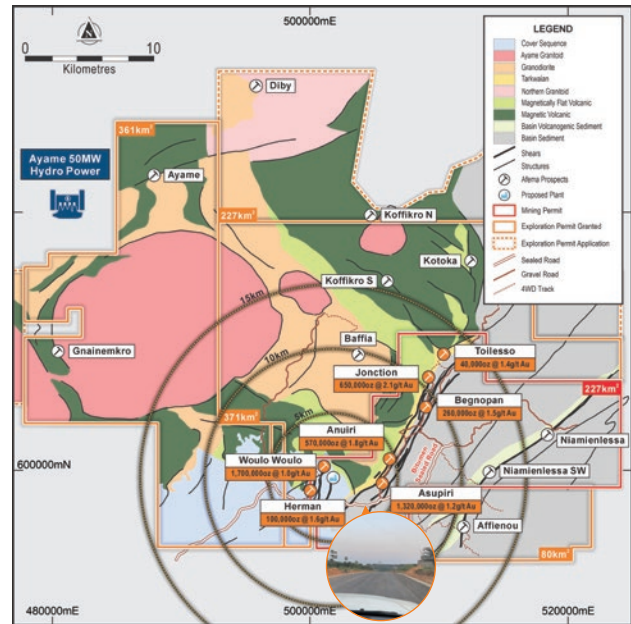 500000mE
0 10
Kilometres
LEGEND
Cover Sequence
Ayame Granitoid
Granodiorite
Tarkwaian
Northern Granitoid
Magnetically Flat Volcanic
Magnetic Volcanic
Basin Volcanogenic Sediment
Basin Sediment
Shears
Structures
Afema Prospects
Proposed Plant
Mining Permit
Exploration Permit Granted
Exploration Permit Application
Sealed Road
Gravel Road
4WD Track
Diby
361km²
Ayame 50MW
Hydro Power
Ayame
227km²
Koffikro N
Kotoka
Koffikro S
15km
Baffia
Gnainemkro
10km
Toilesso
40,000oz @ 1.4g/t Au
Jonction
650,000oz @ 2.1g/t Au
227km²
Begnopan
260,000oz @ 1.5g/t Au
5km
371km²
Anuiri
570,000oz @ 1.8g/t Au
Niamienlessa
Bitumen
Sealed Road
Woulo Woulo
1,700,000oz @ 1.0g/t Au
600000mN
600000mE
Niamienlessa SW
Asupiri
1,320,000oz @ 1.2g/t Au
Herman
100,000oz @ 1.6g/t Au
Affienou
80km²
480000mE
500000mE
520000mE